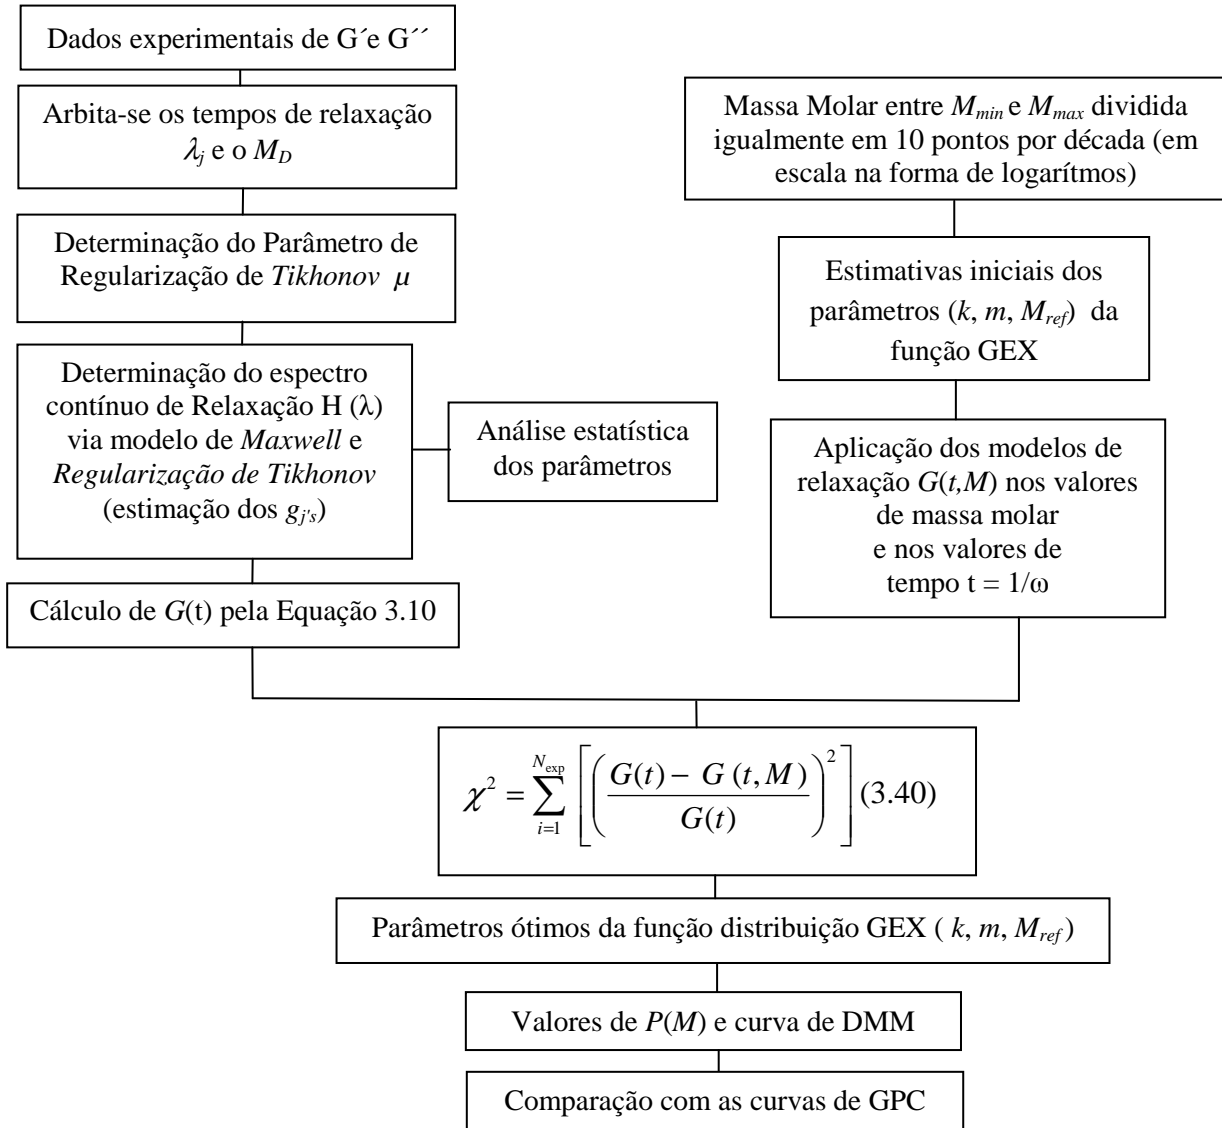 Dados experimentais de G´e G´´
Arbita-se os tempos de relaxação
λj e o MD
Determinação do Parâmetro de
Regularização de Tikhonov μ
Determinação do espectro
contínuo de Relaxação H (λ)
via modelo de Maxwell e
Regularização de Tikhonov
(estimação dos gj's)
Análise estatística
dos parâmetros
Cálculo de G(t) pela Equação 3.10
Massa Molar entre Mmin e Mmax dividida
igualmente em 10 pontos por década (em
escala na forma de logarítmos)
Estimativas iniciais dos
parâmetros (k, m, Mref) da
função GEX
Aplicação dos modelos de
relaxação G(t,M) nos valores
de massa molar
e nos valores de
tempo t = 1/ω
χ² = ∑_{i=1}^{Nexp} [((G(t) − G (t, M)) / G(t))²] (3.40)
Parâmetros ótimos da função distribuição GEX ( k, m, Mref)
Valores de P(M) e curva de DMM
Comparação com as curvas de GPC